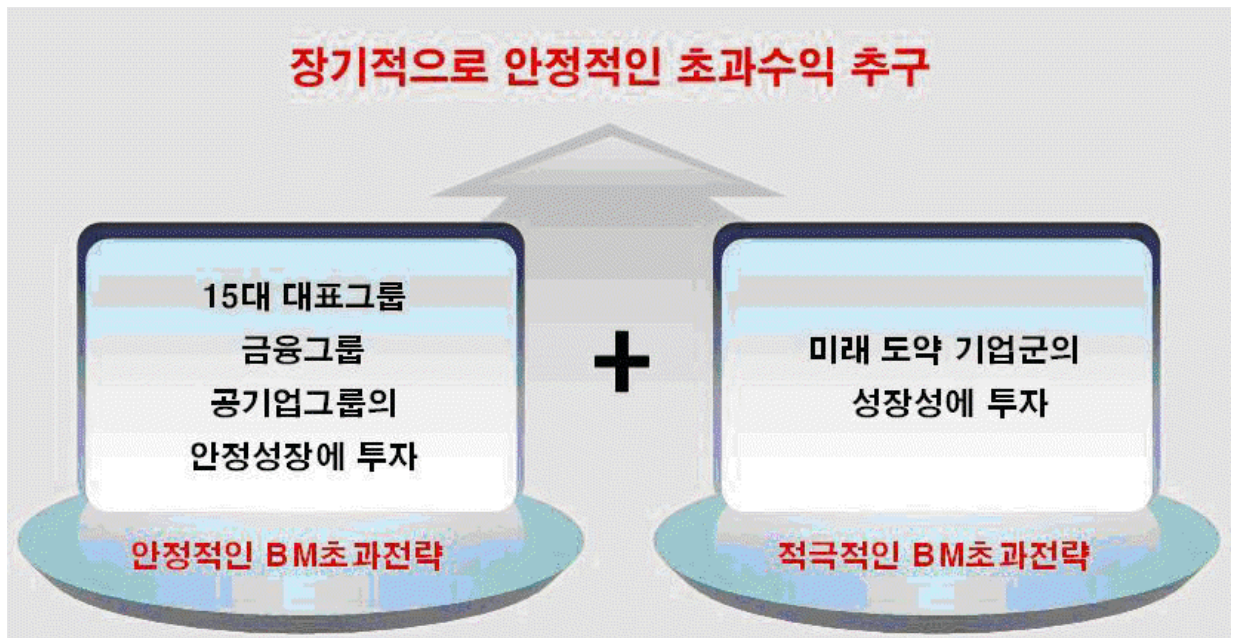 장기적으로 안정적인 초과수익 추구
15대 대표그룹
금융그룹
공기업그룹의
안정성장에 투자
안정적인 BM초과전략
+
미래 도약 기업군의
성장성에 투자
적극적인 BM초과전략